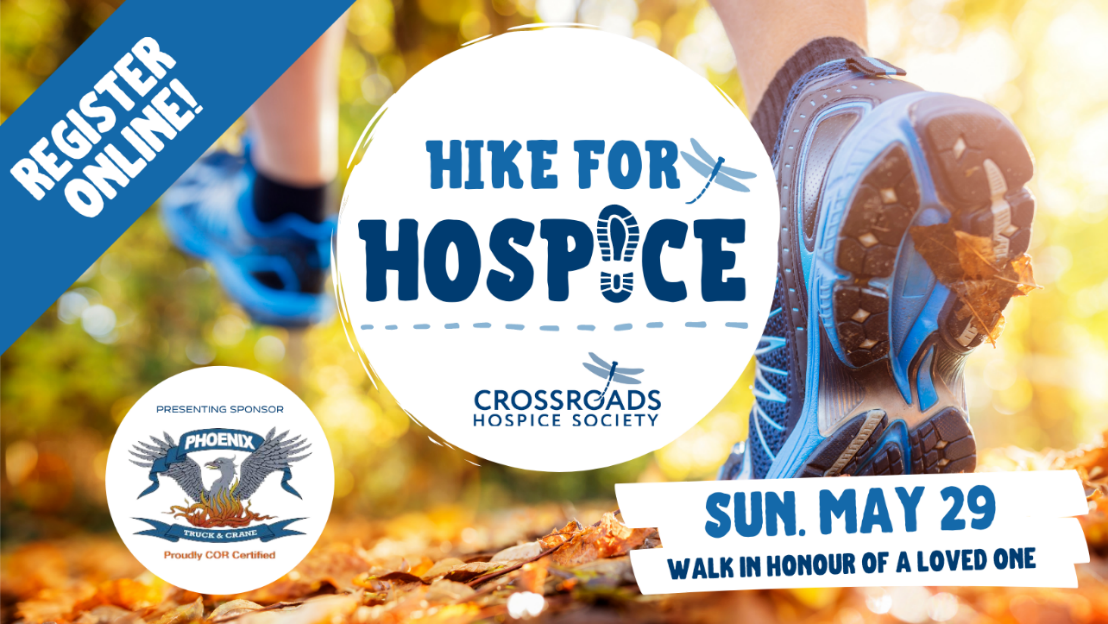 REGISTER
ONLINE!
HIKE FOR
HOSPICE
CROSSROADS
HOSPICE SOCIETY
PRESENTING SPONSOR
PHOENIX
TRUCK & CRANE
Proudly COR Certified
SUN. MAY 29
WALK IN HONOUR OF A LOVED ONE